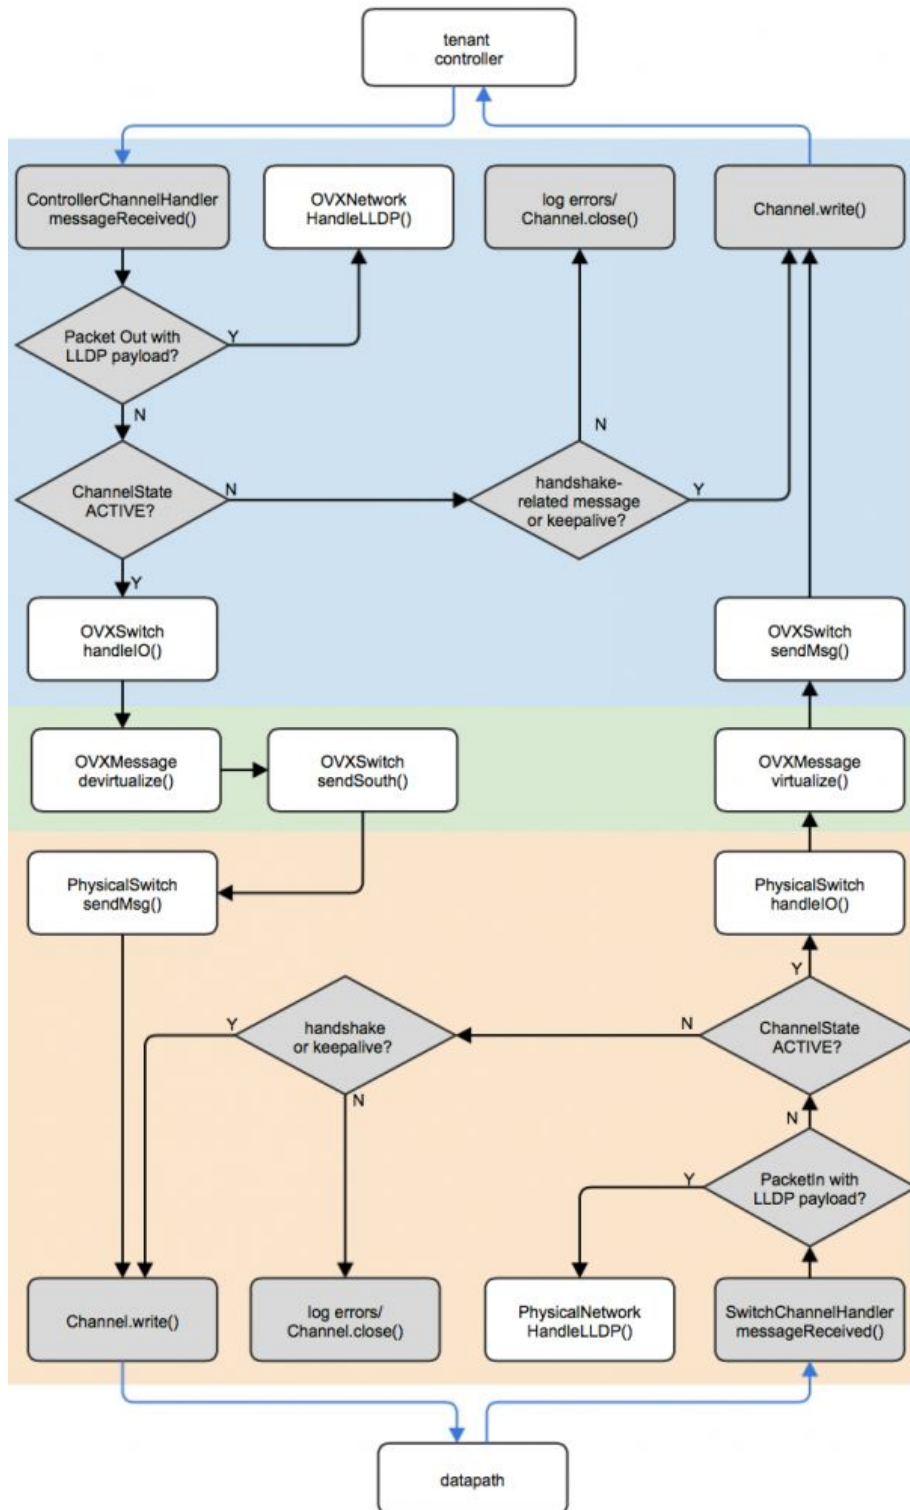 tenant
controller
ControllerChannelHandler
messageReceived()
OVXNetwork
HandleLLDP()
log errors/
Channel.close()
Channel.write()
Packet Out with
LLDP payload?
Y
N
N
ChannelState
ACTIVE?
N
handshake-
related message
or keepalive?
Y
Y
OVXSwitch
handleIO()
OVXSwitch
sendMsg()
OVXMessage
devirtualize()
OVXSwitch
sendSouth()
OVXMessage
virtualize()
PhysicalSwitch
sendMsg()
PhysicalSwitch
handleIO()
Y
Y
handshake
or keepalive?
N
ChannelState
ACTIVE?
N
N
Y
PacketIn with
LLDP payload?
Channel.write()
log errors/
Channel.close()
PhysicalNetwork
HandleLLDP()
SwitchChannelHandler
messageReceived()
datapath